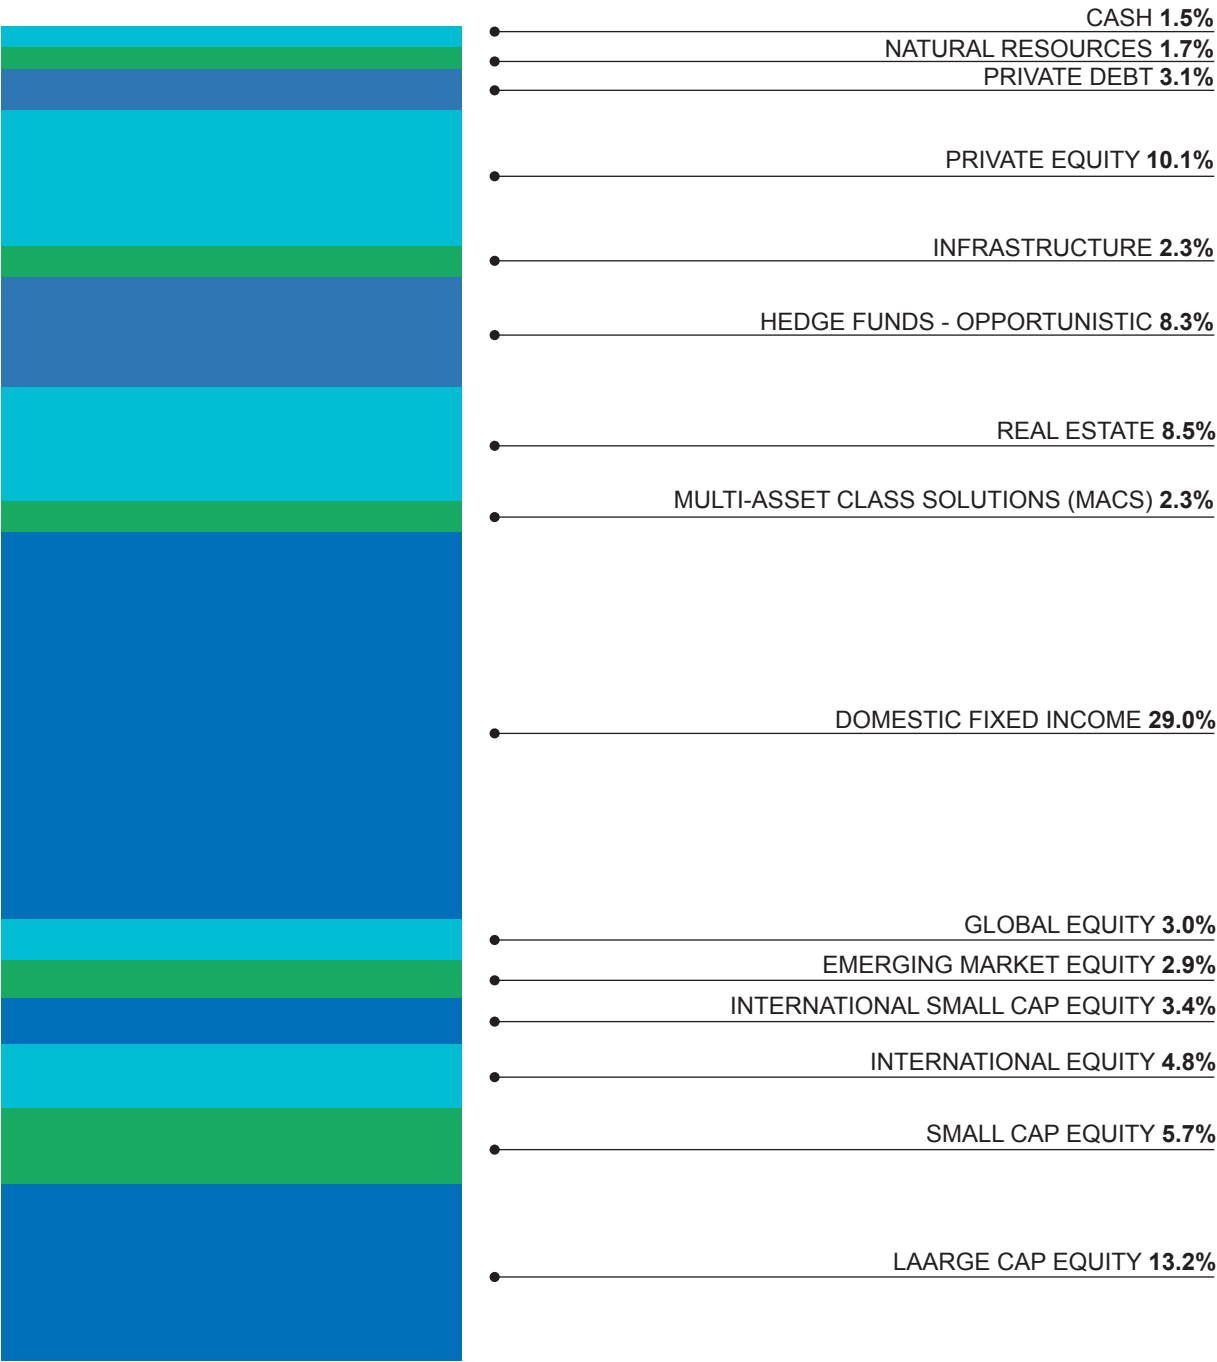 CASH 1.5%
NATURAL RESOURCES 1.7%
PRIVATE DEBT 3.1%
PRIVATE EQUITY 10.1%
INFRASTRUCTURE 2.3%
HEDGE FUNDS - OPPORTUNISTIC 8.3%
REAL ESTATE 8.5%
MULTI-ASSET CLASS SOLUTIONS (MACS) 2.3%
DOMESTIC FIXED INCOME 29.0%
GLOBAL EQUITY 3.0%
EMERGING MARKET EQUITY 2.9%
INTERNATIONAL SMALL CAP EQUITY 3.4%
INTERNATIONAL EQUITY 4.8%
SMALL CAP EQUITY 5.7%
LAARGE CAP EQUITY 13.2%